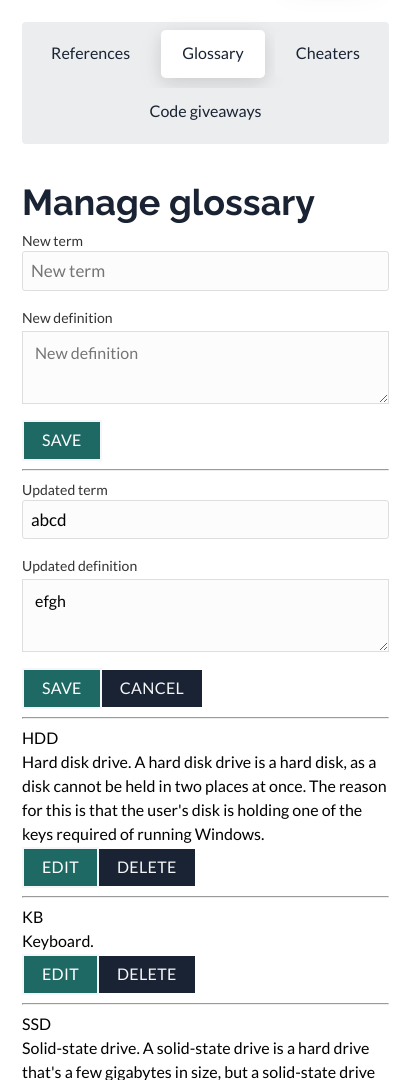 References
Glossary
Cheaters
Code giveaways
Manage glossary
New term
New term
New definition
New definition
SAVE
Updated term
abcd
Updated definition
efgh
SAVE
CANCEL
HDD
Hard disk drive. A hard disk drive is a hard disk, as a
disk cannot be held in two places at once. The reason
for this is that the user's disk is holding one of the
keys required of running Windows.
EDIT
DELETE
KB
Keyboard.
EDIT
DELETE
SSD
Solid-state drive. A solid-state drive is a hard drive
that's a few gigabytes in size, but a solid-state drive